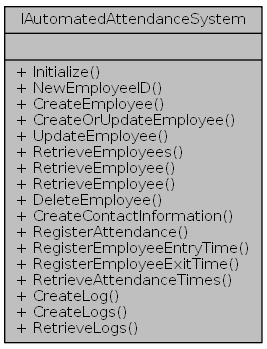 IAutomatedAttendanceSystem
+ Initialize()
+ NewEmployeeID()
+ CreateEmployee()
+ CreateOrUpdateEmployee()
+ UpdateEmployee()
+ RetrieveEmployees()
+ RetrieveEmployee()
+ RetrieveEmployee()
+ DeleteEmployee()
+ CreateContactInformation()
+ RegisterAttendance()
+ RegisterEmployeeEntryTime()
+ RegisterEmployeeExitTime()
+ RetrieveAttendanceTimes()
+ CreateLog()
+ CreateLogs()
+ RetrieveLogs()